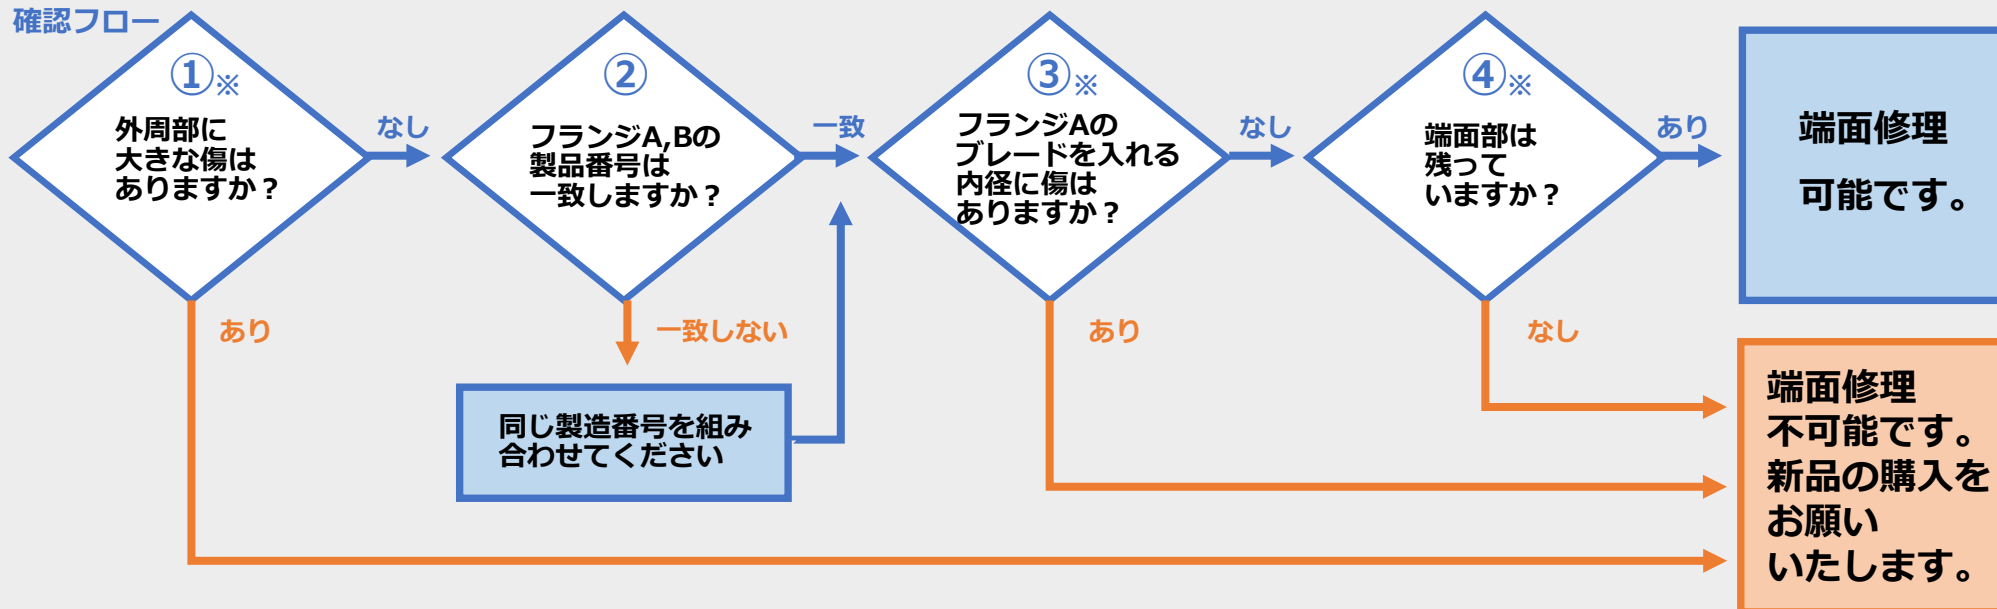 確認フロー
①※
外周部に
大きな傷は
ありますか？
なし
あり
②
フランジA,Bの
製品番号は
一致しますか？
一致
一致しない
同じ製造番号を組み
合わせてください
③※
フランジAの
ブレードを入れる
内径に傷は
ありますか？
なし
あり
④※
端面部は
残って
いますか？
あり
なし
端面修理
可能です。
端面修理
不可能です。
新品の購入を
お願い
いたします。